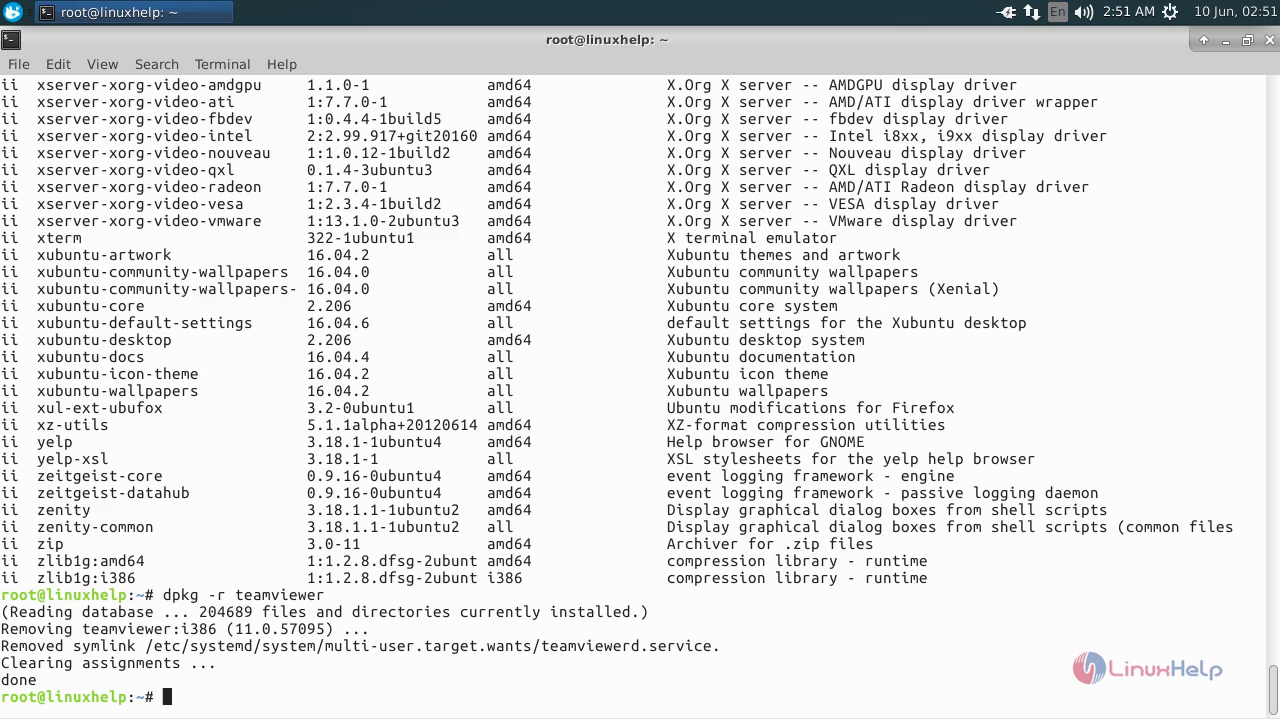 root@linuxhelp: ~
En
2:51 AM
10 Jun, 02:51
root@linuxhelp: ~
File Edit View Search Terminal Help
ii xserver-xorg-video-amdgpu 1.1.0-1 amd64 X.Org X server -- AMDGPU display driver
ii xserver-xorg-video-ati 1:7.7.0-1 amd64 X.Org X server -- AMD/ATI display driver wrapper
ii xserver-xorg-video-fbdev 1:0.4.4-1build5 amd64 X.Org X server -- fbdev display driver
ii xserver-xorg-video-intel 2:2.99.917+git20160 amd64 X.Org X server -- Intel i8xx, i9xx display driver
ii xserver-xorg-video-nouveau 1:1.0.12-1build2 amd64 X.Org X server -- Nouveau display driver
ii xserver-xorg-video-qxl 0.1.4-3ubuntu3 amd64 X.Org X server -- QXL display driver
ii xserver-xorg-video-radeon 1:7.7.0-1 amd64 X.Org X server -- AMD/ATI Radeon display driver
ii xserver-xorg-video-vesa 1:2.3.4-1build2 amd64 X.Org X server -- VESA display driver
ii xserver-xorg-video-vmware 1:13.1.0-2ubuntu3 amd64 X.Org X server -- VMware display driver
ii xterm 322-1ubuntu1 amd64 X terminal emulator
ii xubuntu-artwork 16.04.2 all Xubuntu themes and artwork
ii xubuntu-community-wallpapers 16.04.0 all Xubuntu community wallpapers
ii xubuntu-community-wallpapers- 16.04.0 all Xubuntu community wallpapers (Xenial)
ii xubuntu-core 2.206 amd64 Xubuntu core system
ii xubuntu-default-settings 16.04.6 all default settings for the Xubuntu desktop
ii xubuntu-desktop 2.206 amd64 Xubuntu desktop system
ii xubuntu-docs 16.04.4 all Xubuntu documentation
ii xubuntu-icon-theme 16.04.2 all Xubuntu icon theme
ii xubuntu-wallpapers 16.04.2 all Xubuntu wallpapers
ii xul-ext-ubufox 3.2-0ubuntu1 all Ubuntu modifications for Firefox
ii xz-utils 5.1.1alpha+20120614 amd64 XZ-format compression utilities
ii yelp 3.18.1-1ubuntu4 amd64 Help browser for GNOME
ii yelp-xsl 3.18.1-1 all XSL stylesheets for the yelp help browser
ii zeitgeist-core 0.9.16-0ubuntu4 amd64 event logging framework - engine
ii zeitgeist-datahub 0.9.16-0ubuntu4 amd64 event logging framework - passive logging daemon
ii zenity 3.18.1.1-1ubuntu2 amd64 Display graphical dialog boxes from shell scripts
ii zenity-common 3.18.1.1-1ubuntu2 all Display graphical dialog boxes from shell scripts (common files
ii zip 3.0-11 amd64 Archiver for .zip files
ii zlib1g:amd64 1:1.2.8.dfsg-2ubunt amd64 compression library - runtime
ii zlib1g:i386 1:1.2.8.dfsg-2ubunt i386 compression library - runtime
root@linuxhelp:~# dpkg -r teamviewer
(Reading database ... 204689 files and directories currently installed.)
Removing teamviewer:i386 (11.0.57095) ...
Removed symlink /etc/systemd/system/multi-user.target.wants/teamviewerd.service.
Clearing assignments ...
done
root@linuxhelp:~#
LinuxHelp